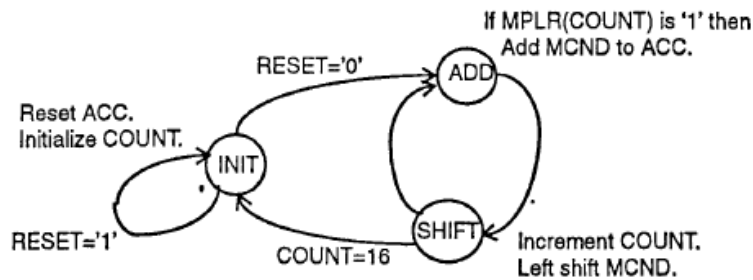 If MPLR(COUNT) is '1' then
Add MCND to ACC.
RESET='0'
ADD
Reset ACC.
Initialize COUNT.
INIT
RESET='1'
SHIFT
COUNT=16
Increment COUNT.
Left shift MCND.